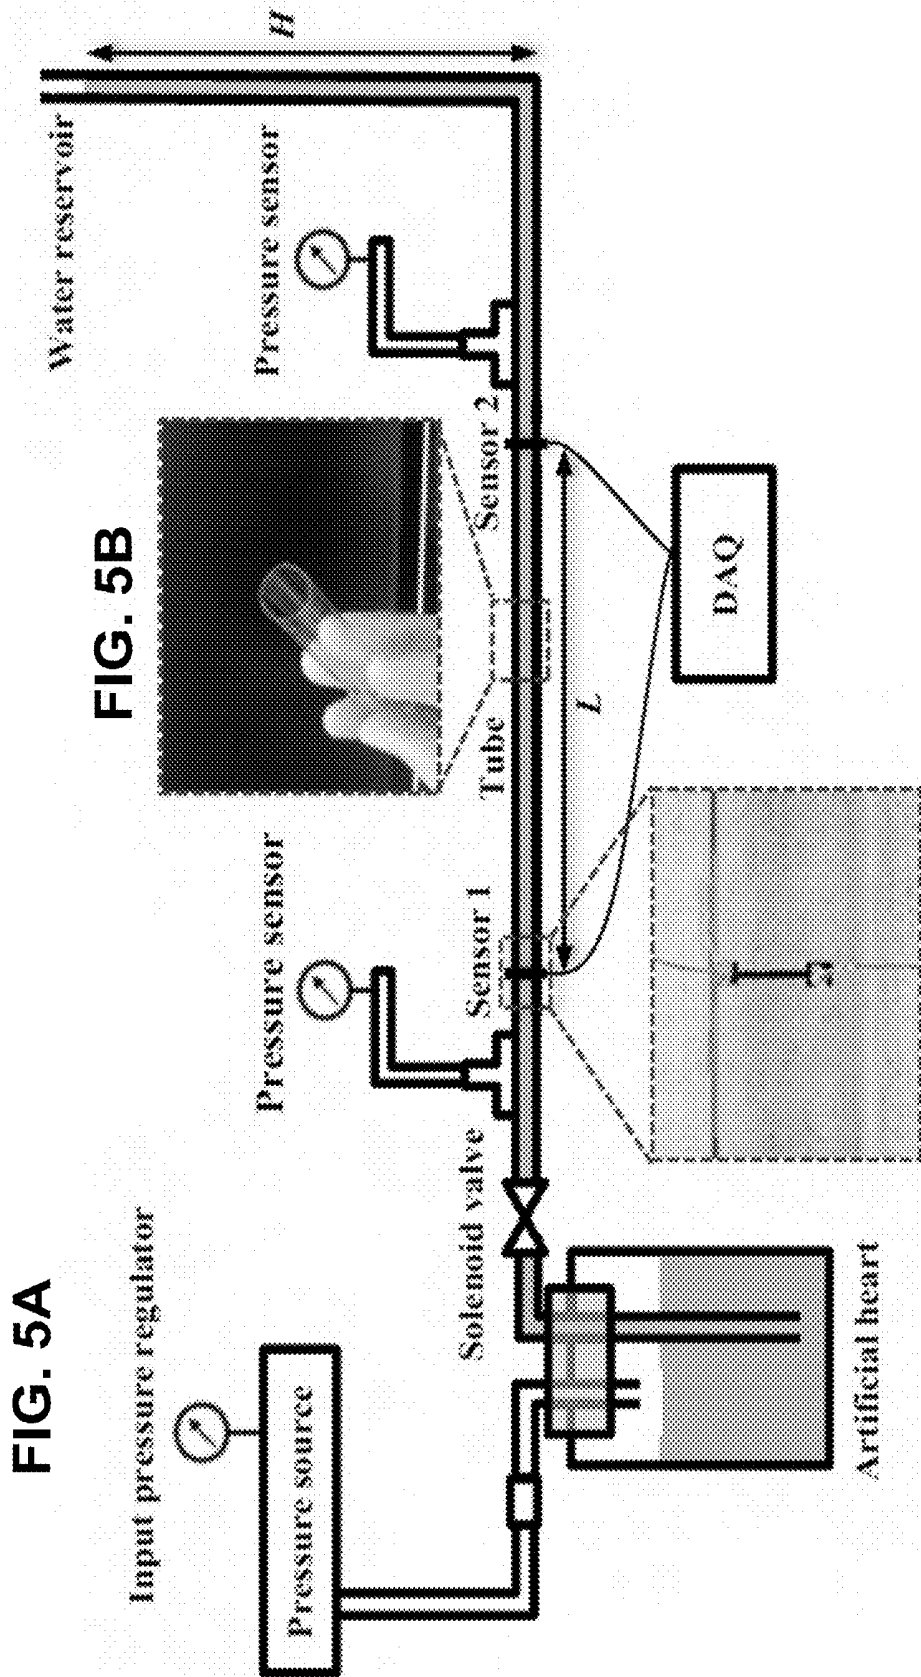 FIG. 5A
FIG. 5B
Input pressure regulator
Pressure source
Solenoid valve
Artificial heart
Pressure sensor
Sensor 1
Tube
Sensor 2
Pressure sensor
Water reservoir
H
L
DAQ